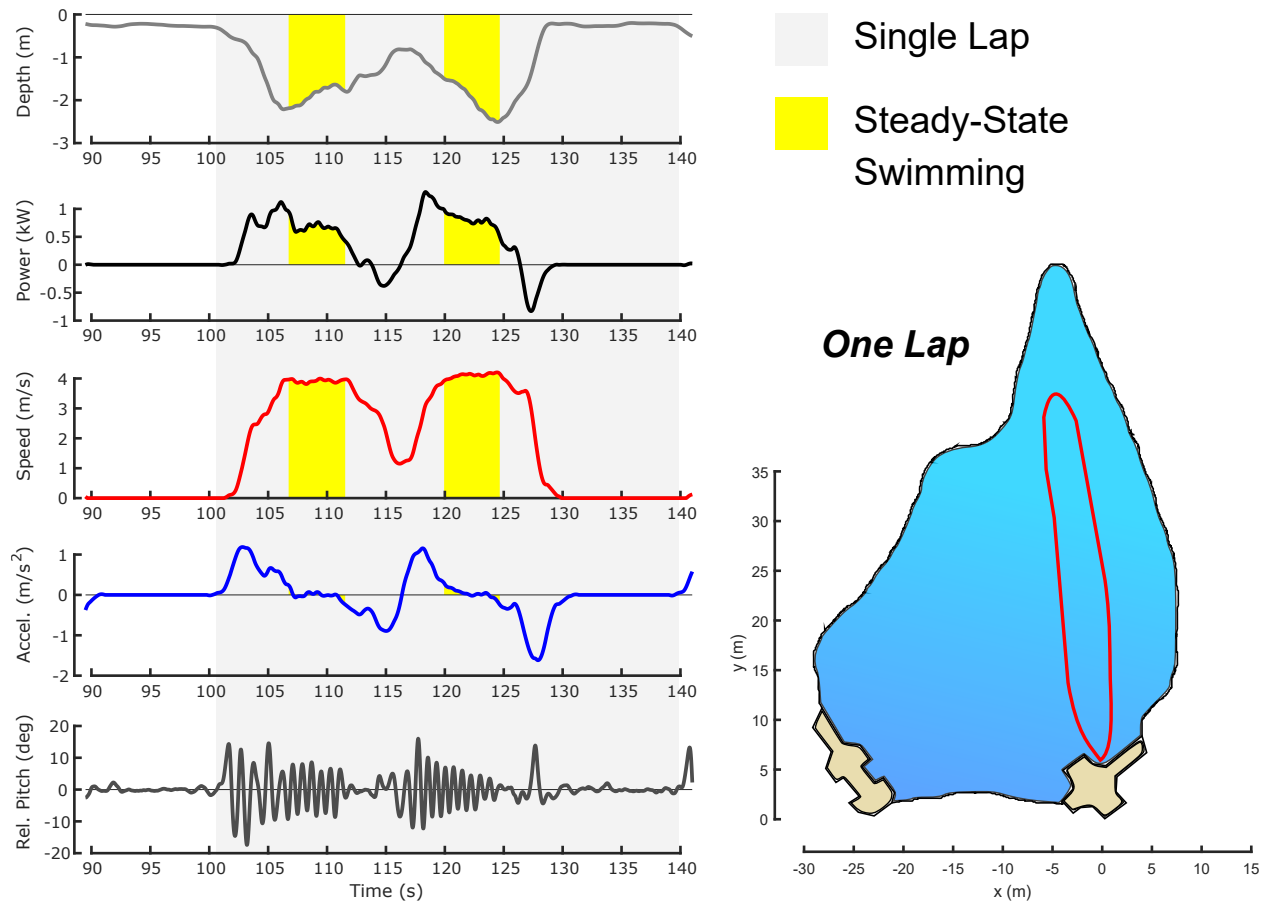 0
-1
-2
-3
Depth (m)
90 95 100 105 110 115 120 125 130 135 140
1
0.5
0
-0.5
-1
Power (kW)
90 95 100 105 110 115 120 125 130 135 140
4
2
0
Speed (m/s)
90 95 100 105 110 115 120 125 130 135 140
1
0
-1
-2
Accel. (m/s²)
90 95 100 105 110 115 120 125 130 135 140
20
10
0
-10
-20
Rel. Pitch (deg)
90 95 100 105 110 115 120 125 130 135 140
Time (s)
Single Lap
Steady-State
Swimming
One Lap
35
30
25
20
15
10
5
0
y (m)
-30 -25 -20 -15 -10 -5 0 5 10 15
x (m)